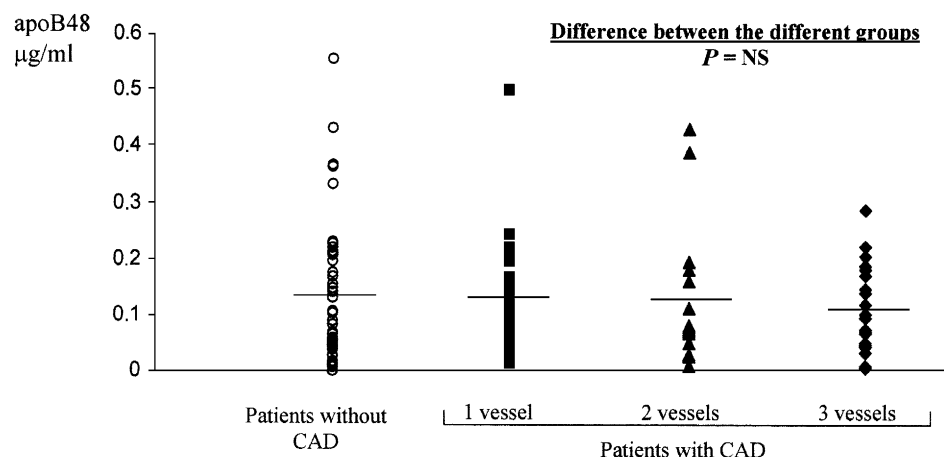 apoB48
μg/ml
0.6
0.5
0.4
0.3
0.2
0.1
0
Difference between the different groups
P = NS
Patients without
CAD
1 vessel
2 vessels
3 vessels
Patients with CAD